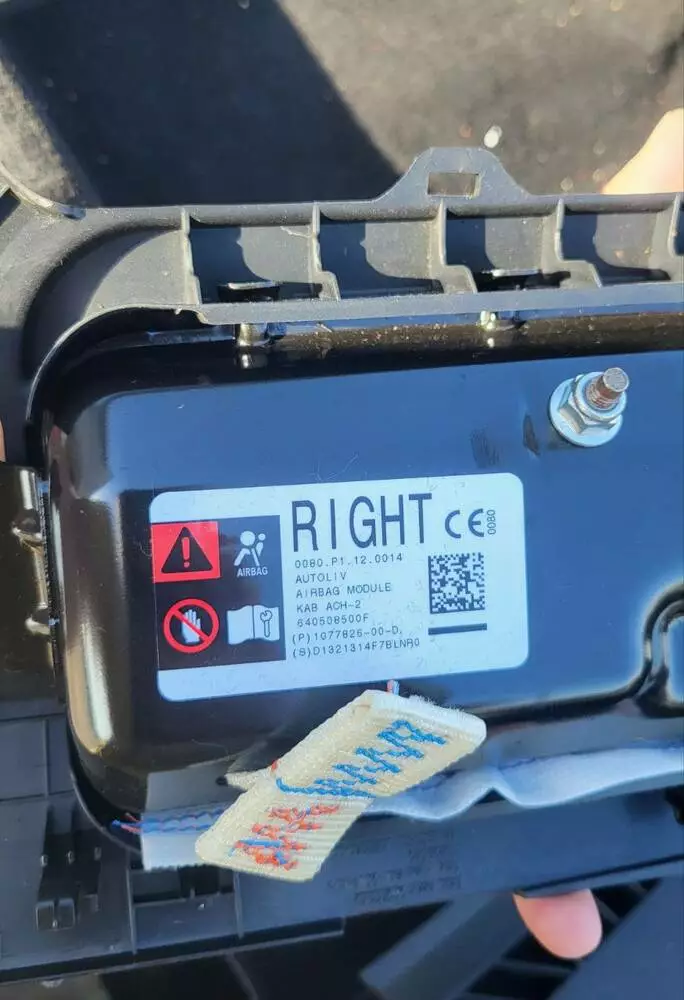 RIGHT CE 0080
0080.P1.12.0014
AUTOLIV
AIRBAG MODULE
KAB ACH-2
640508500F
(P)1077826-00-D.
(S)D1321314F7BLNR0
AIRBAG